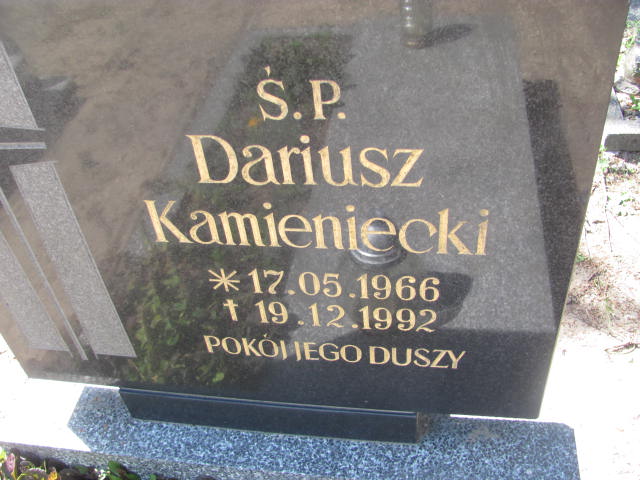 Ś.P.
Dariusz
Kamieniecki
* 17.05.1966
† 19.12.1992
POKÓJ JEGO DUSZY